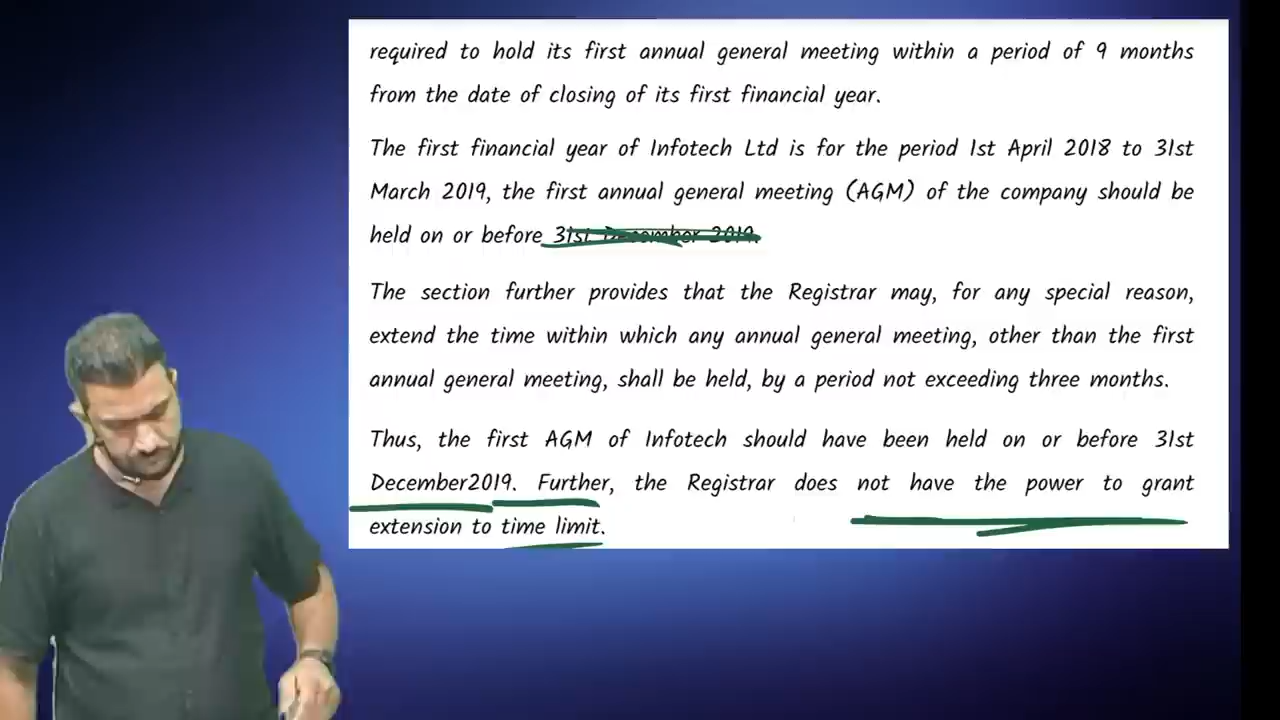 required to hold its first annual general meeting within a period of 9 months
from the date of closing of its first financial year.
The first financial year of Infotech Ltd is for the period 1st April 2018 to 31st
March 2019, the first annual general meeting (AGM) of the company should be
held on or before 31st December 2019.
The section further provides that the Registrar may, for any special reason,
extend the time within which any annual general meeting, other than the first
annual general meeting, shall be held, by a period not exceeding three months.
Thus, the first AGM of Infotech should have been held on or before 31st
December2019. Further, the Registrar does not have the power to grant
extension to time limit.